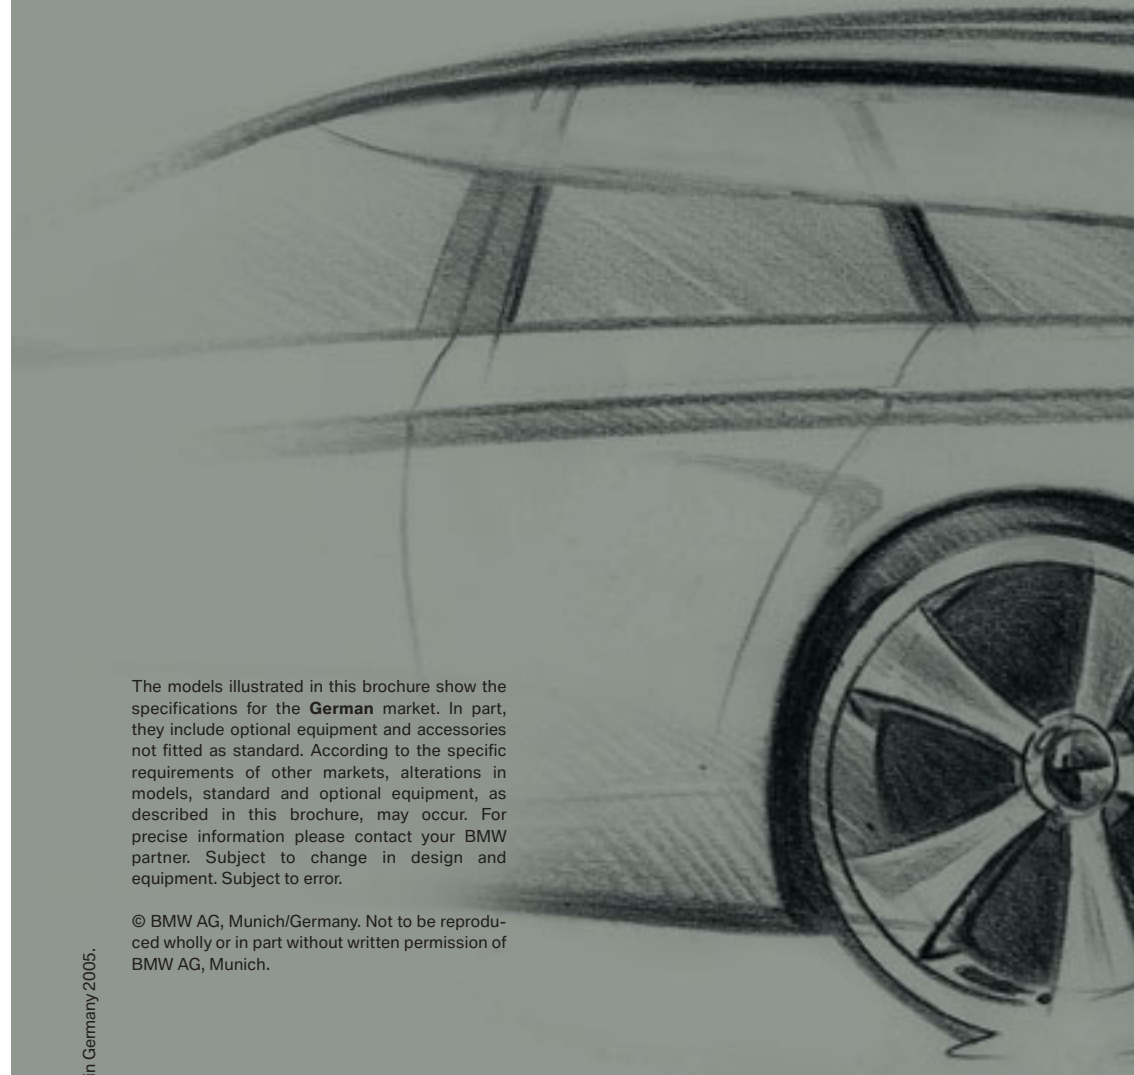 The models illustrated in this brochure show the
specifications for the German market. In part,
they include optional equipment and accessories
not fitted as standard. According to the specific
requirements of other markets, alterations in
models, standard and optional equipment, as
described in this brochure, may occur. For
precise information please contact your BMW
partner. Subject to change in design and
equipment. Subject to error.
© BMW AG, Munich/Germany. Not to be reprodu-
ced wholly or in part without written permission of
BMW AG, Munich.
in Germany 2005.